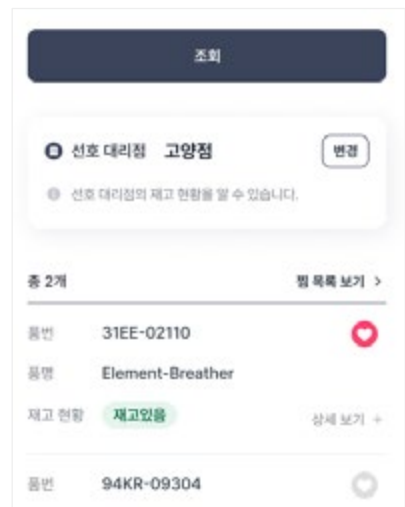 조회
선호 대리점 고양점 변경
선호 대리점의 재고 현황을 알 수 있습니다.
총 2개 찜 목록 보기 >
품번 31EE-02110
품명 Element-Breather
재고 현황 재고있음 상세 보기 +
품번 94KR-09304